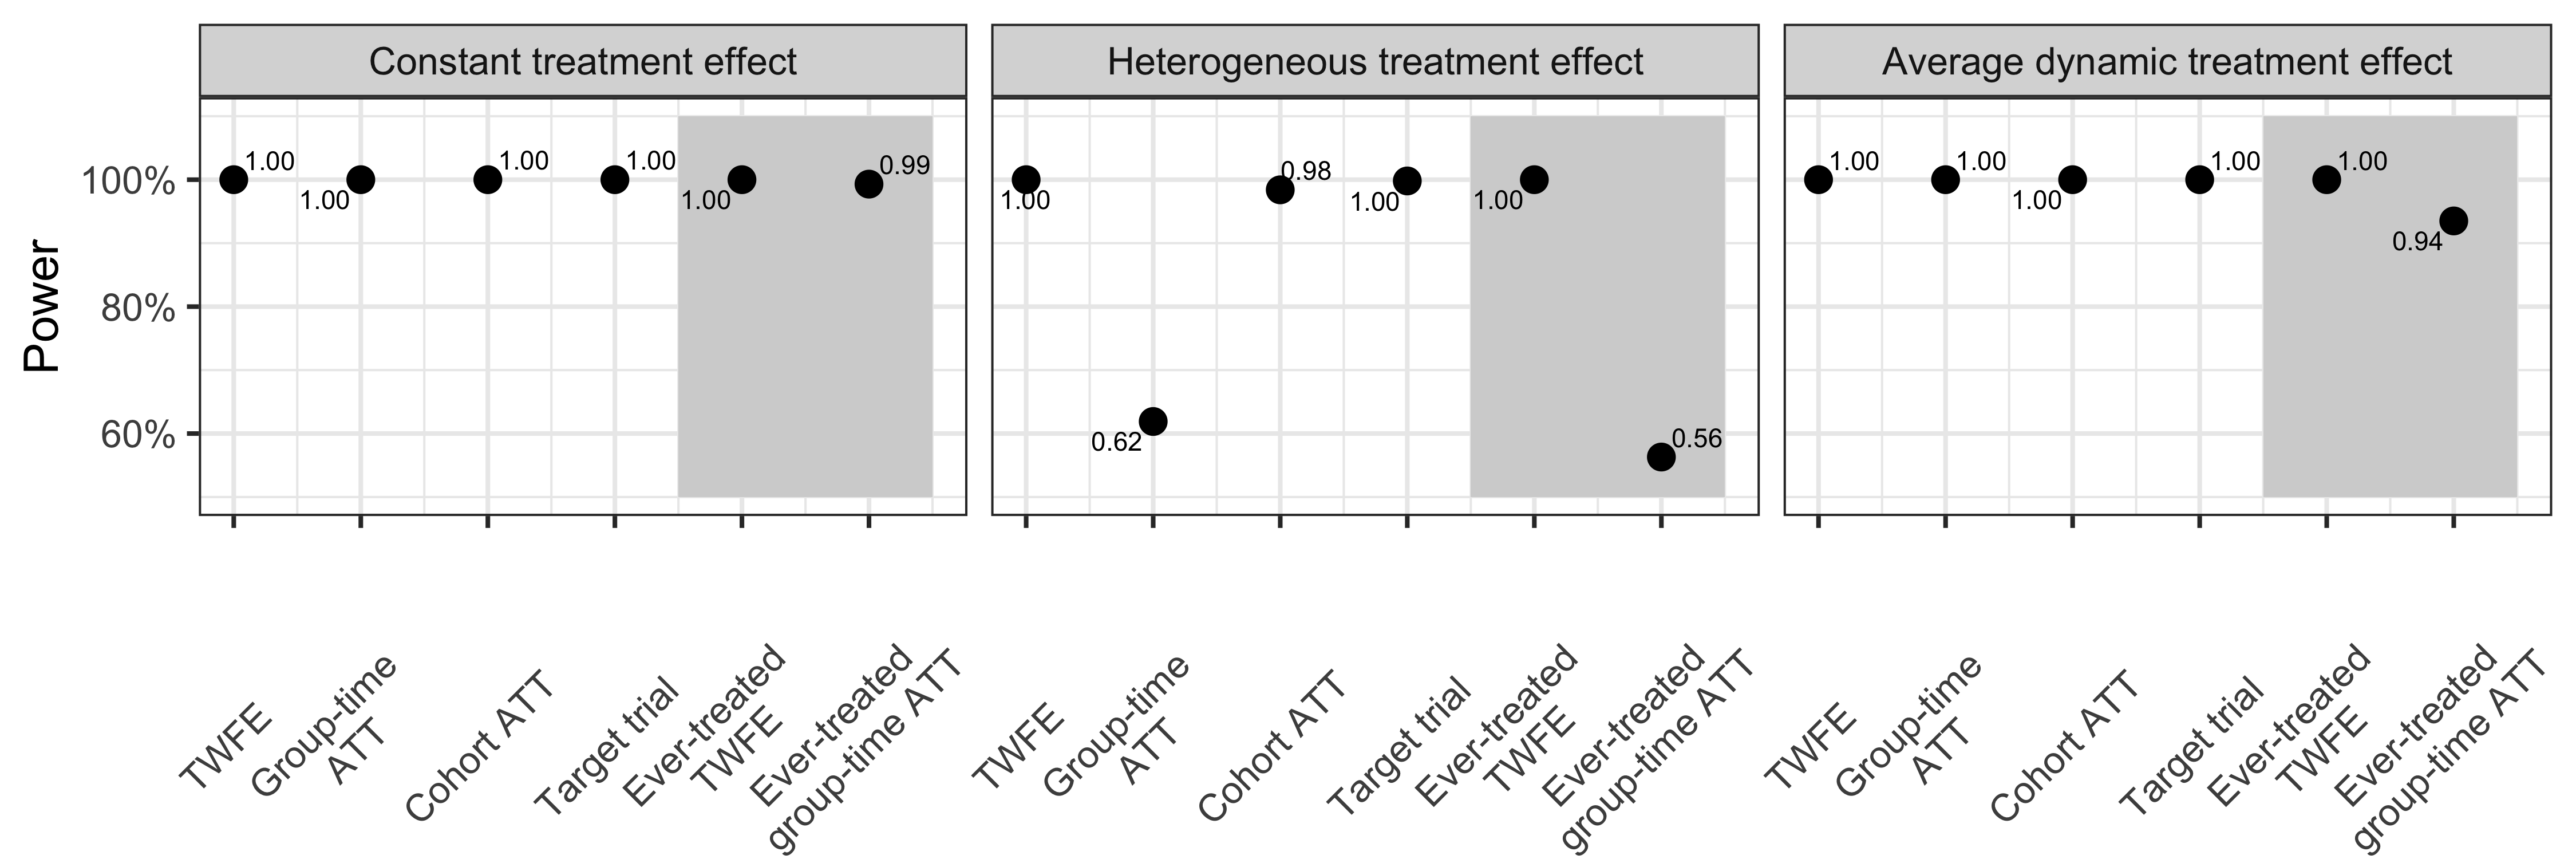 Constant treatment effect
Heterogeneous treatment effect
Average dynamic treatment effect
Power
100%
80%
60%
1.00
1.00
1.00
1.00
1.00
0.99
1.00
0.62
0.98
1.00
1.00
0.56
1.00
1.00
1.00
1.00
1.00
0.94
TWFE
Group-time
ATT
Cohort ATT
Target trial
Ever-treated
TWFE
Ever-treated
group-time ATT
TWFE
Group-time
ATT
Cohort ATT
Target trial
Ever-treated
TWFE
Ever-treated
group-time ATT
TWFE
Group-time
ATT
Cohort ATT
Target trial
Ever-treated
TWFE
Ever-treated
group-time ATT